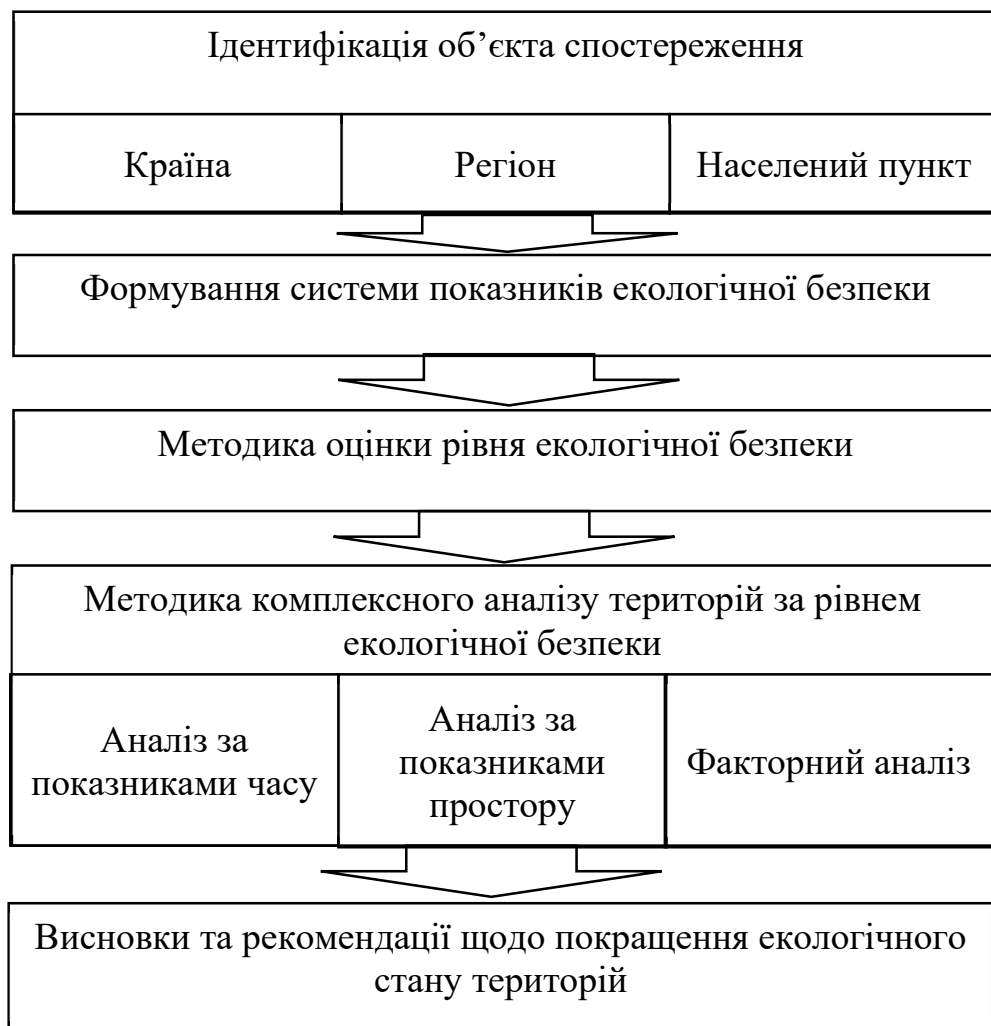 Ідентифікація об’єкта спостереження
Країна
Регіон
Населений пункт
Формування системи показників екологічної безпеки
Методика оцінки рівня екологічної безпеки
Методика комплексного аналізу територій за рівнем
екологічної безпеки
Аналіз за
показниками часу
Аналіз за
показниками
простору
Факторний аналіз
Висновки та рекомендації щодо покращення екологічного
стану територій